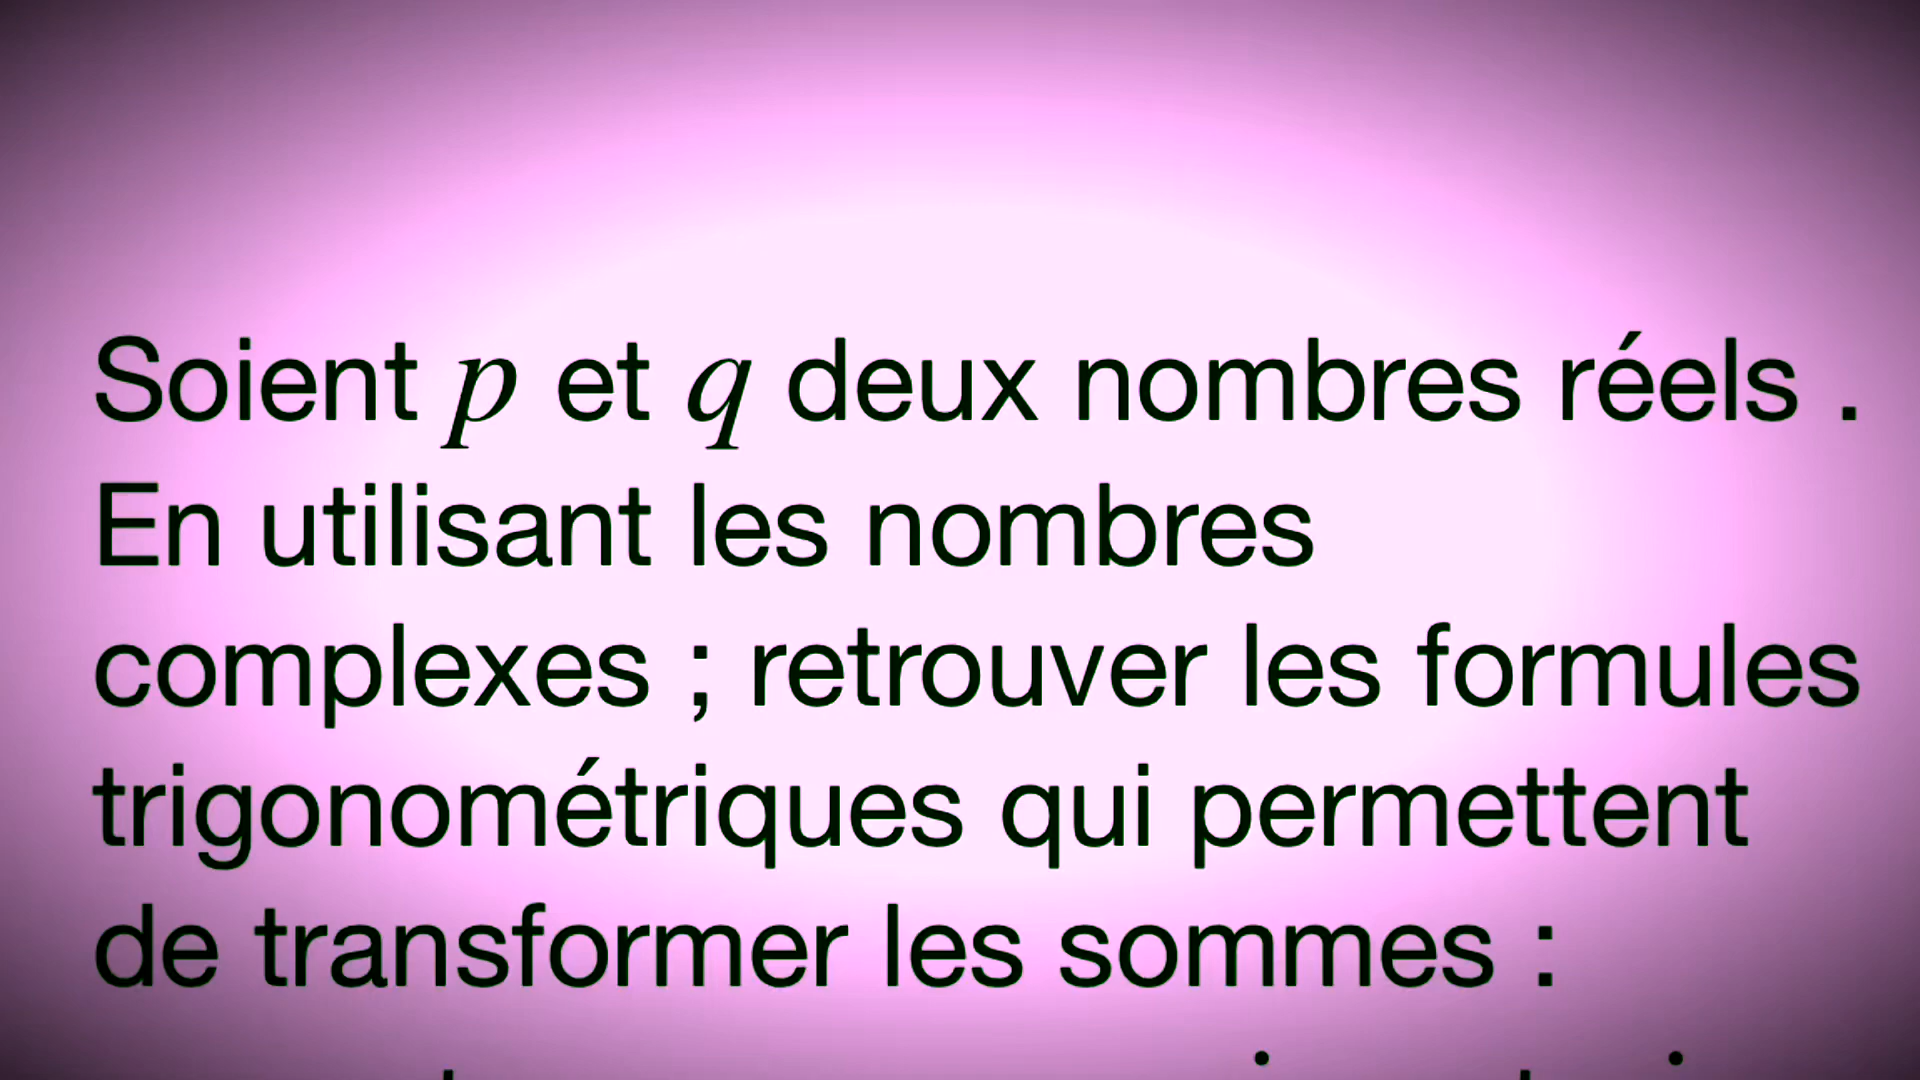 Soient p et q deux nombres réels .
En utilisant les nombres
complexes ; retrouver les formules
trigonométriques qui permettent
de transformer les sommes :